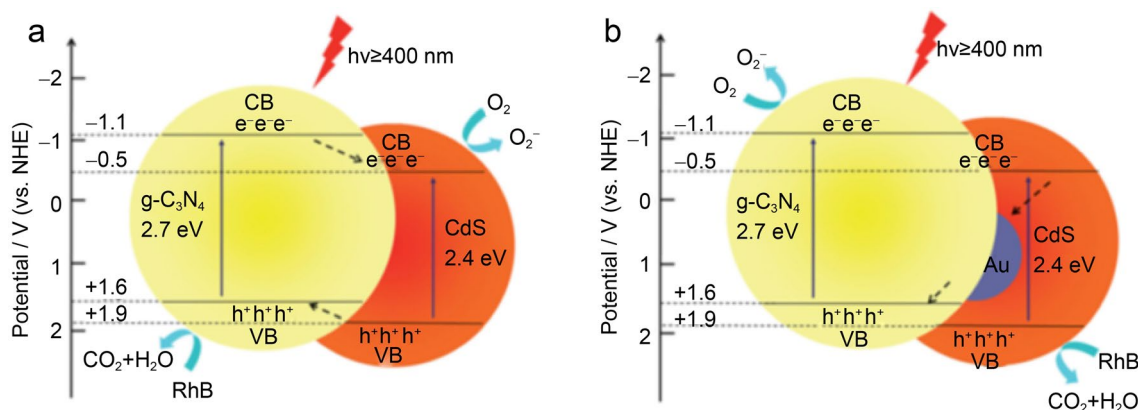 a
hv≥400 nm
Potential / V (vs. NHE)
−2
−1
0
1
2
−1.1
−0.5
+1.6
+1.9
CB
e⁻e⁻e⁻
g-C₃N₄
2.7 eV
h⁺h⁺h⁺
VB
CB
e⁻e⁻e⁻
CdS
2.4 eV
h⁺h⁺h⁺
VB
O₂
O₂⁻
CO₂+H₂O
RhB
b
hv≥400 nm
Potential / V (vs. NHE)
−2
−1
0
1
2
−1.1
−0.5
+1.6
+1.9
O₂⁻
O₂
CB
e⁻e⁻e⁻
g-C₃N₄
2.7 eV
h⁺h⁺h⁺
VB
CB
e⁻e⁻e⁻
Au
CdS
2.4 eV
h⁺h⁺h⁺
VB
RhB
CO₂+H₂O